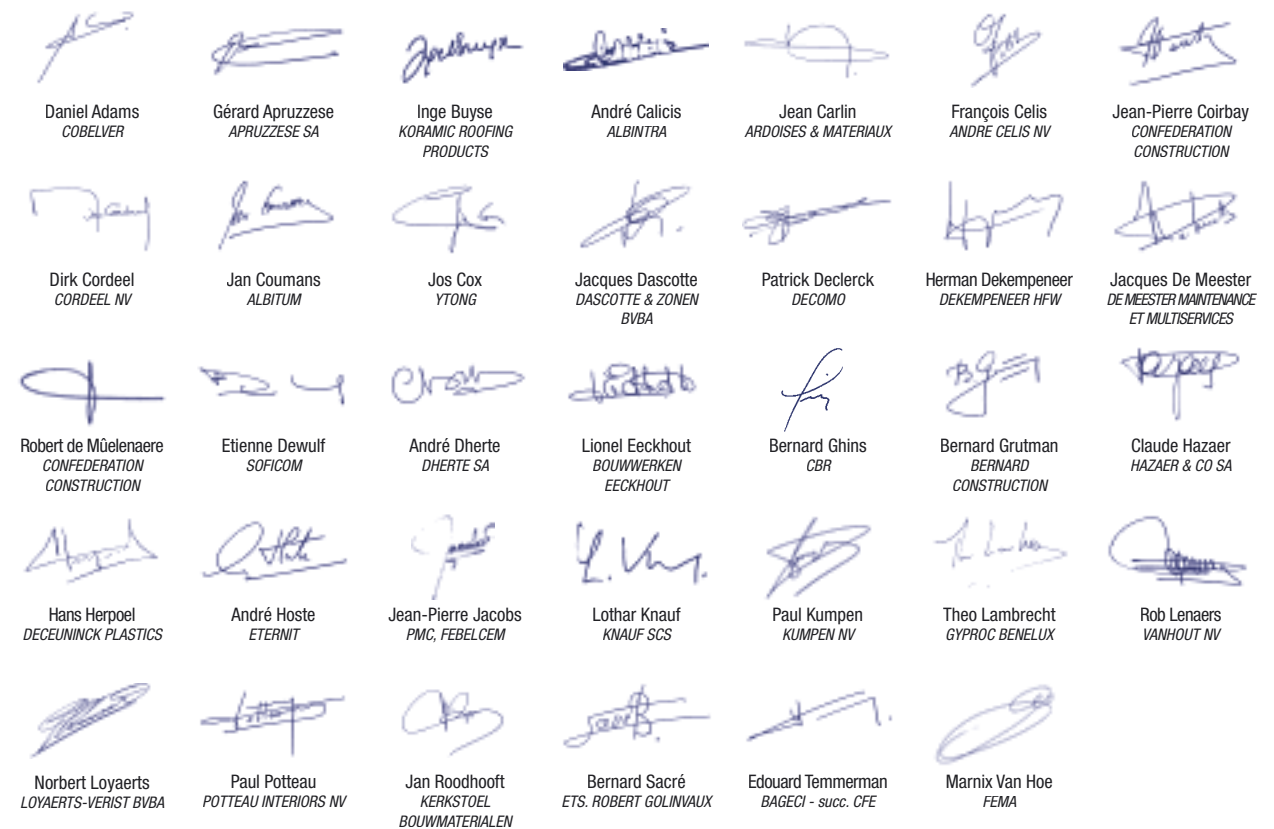 Daniel Adams
COBELVER
Gérard Apruzzese
APRUZZESE SA
Inge Buyse
KORAMIC ROOFING
PRODUCTS
André Calicis
ALBINTRA
Jean Carlin
ARDOISES & MATERIAUX
François Celis
ANDRE CELIS NV
Jean-Pierre Coirbay
CONFEDERATION
CONSTRUCTION
Dirk Cordeel
CORDEEL NV
Jan Coumans
ALBITUM
Jos Cox
YTONG
Jacques Dascotte
DASCOTTE & ZONEN
BVBA
Patrick Declerck
DECOMO
Herman Dekempeneer
DEKEMPENEER HFW
Jacques De Meester
DE MEESTER MAINTENANCE
ET MULTISERVICES
Robert de Mûelenaere
CONFEDERATION
CONSTRUCTION
Etienne Dewulf
SOFICOM
André Dherte
DHERTE SA
Lionel Eeckhout
BOUWWERKEN
EECKHOUT
Bernard Ghins
CBR
Bernard Grutman
BERNARD
CONSTRUCTION
Claude Hazaer
HAZAER & CO SA
Hans Herpoel
DECEUNINCK PLASTICS
André Hoste
ETERNIT
Jean-Pierre Jacobs
PMC, FEBELCEM
Lothar Knauf
KNAUF SCS
Paul Kumpen
KUMPEN NV
Theo Lambrecht
GYPROC BENELUX
Rob Lenaers
VANHOUT NV
Norbert Loyaerts
LOYAERTS-VERIST BVBA
Paul Potteau
POTTEAU INTERIORS NV
Jan Roodhooft
KERKSTOEL
BOUWMATERIALEN
Bernard Sacré
ETS. ROBERT GOLINVAUX
Edouard Temmerman
BAGECI - succ. CFE
Marnix Van Hoe
FEMA